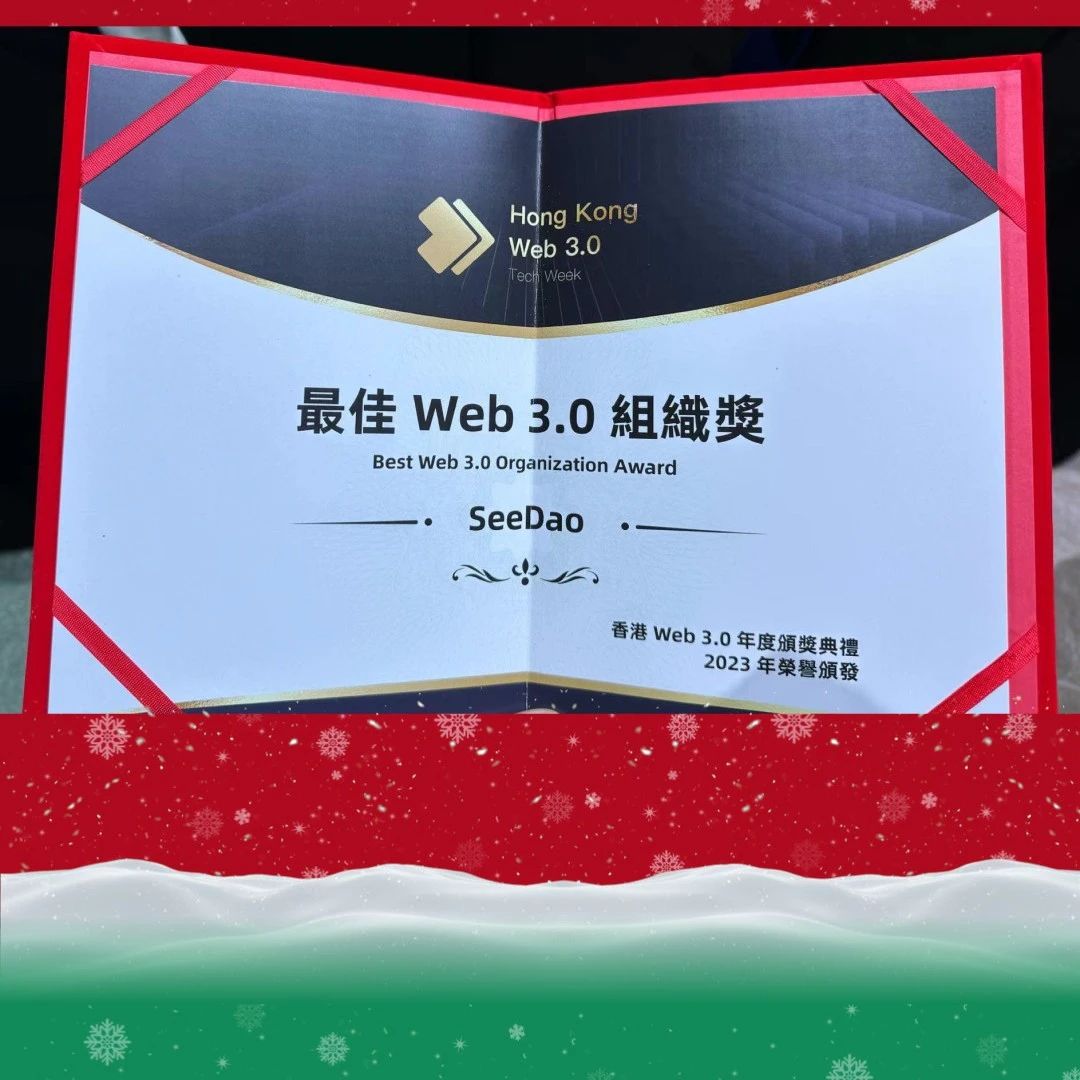 Hong Kong
Web 3.0
Tech Week
最佳 Web 3.0 組織獎
Best Web 3.0 Organization Award
SeeDao
香港 Web 3.0 年度頒獎典禮
2023 年榮譽頒發